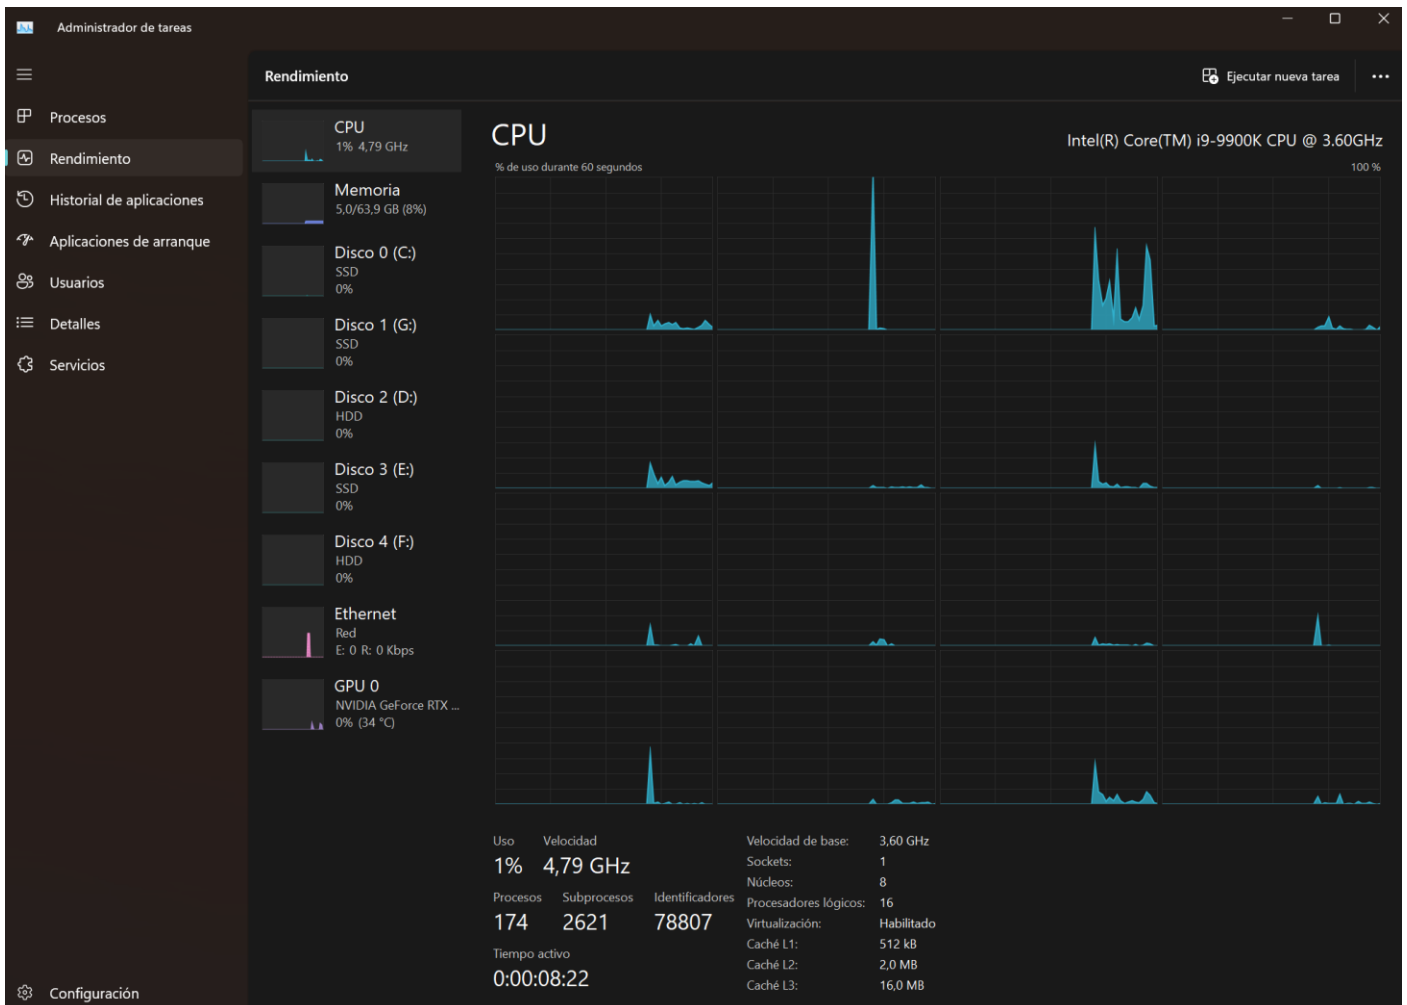 Administrador de tareas
Rendimiento
Ejecutar nueva tarea
Procesos
Rendimiento
Historial de aplicaciones
Aplicaciones de arranque
Usuarios
Detalles
Servicios
Configuración
CPU
1% 4,79 GHz
Memoria
5,0/63,9 GB (8%)
Disco 0 (C:)
SSD
0%
Disco 1 (G:)
SSD
0%
Disco 2 (D:)
HDD
0%
Disco 3 (E:)
SSD
0%
Disco 4 (F:)
HDD
0%
Ethernet
Red
E: 0 R: 0 Kbps
GPU 0
NVIDIA GeForce RTX ...
0% (34 °C)
CPU
Intel(R) Core(TM) i9-9900K CPU @ 3.60GHz
% de uso durante 60 segundos
100 %
Uso Velocidad
1% 4,79 GHz
Procesos Subprocesos Identificadores
174 2621 78807
Tiempo activo
0:00:08:22
Velocidad de base: 3,60 GHz
Sockets: 1
Núcleos: 8
Procesadores lógicos: 16
Virtualización: Habilitado
Caché L1: 512 kB
Caché L2: 2,0 MB
Caché L3: 16,0 MB